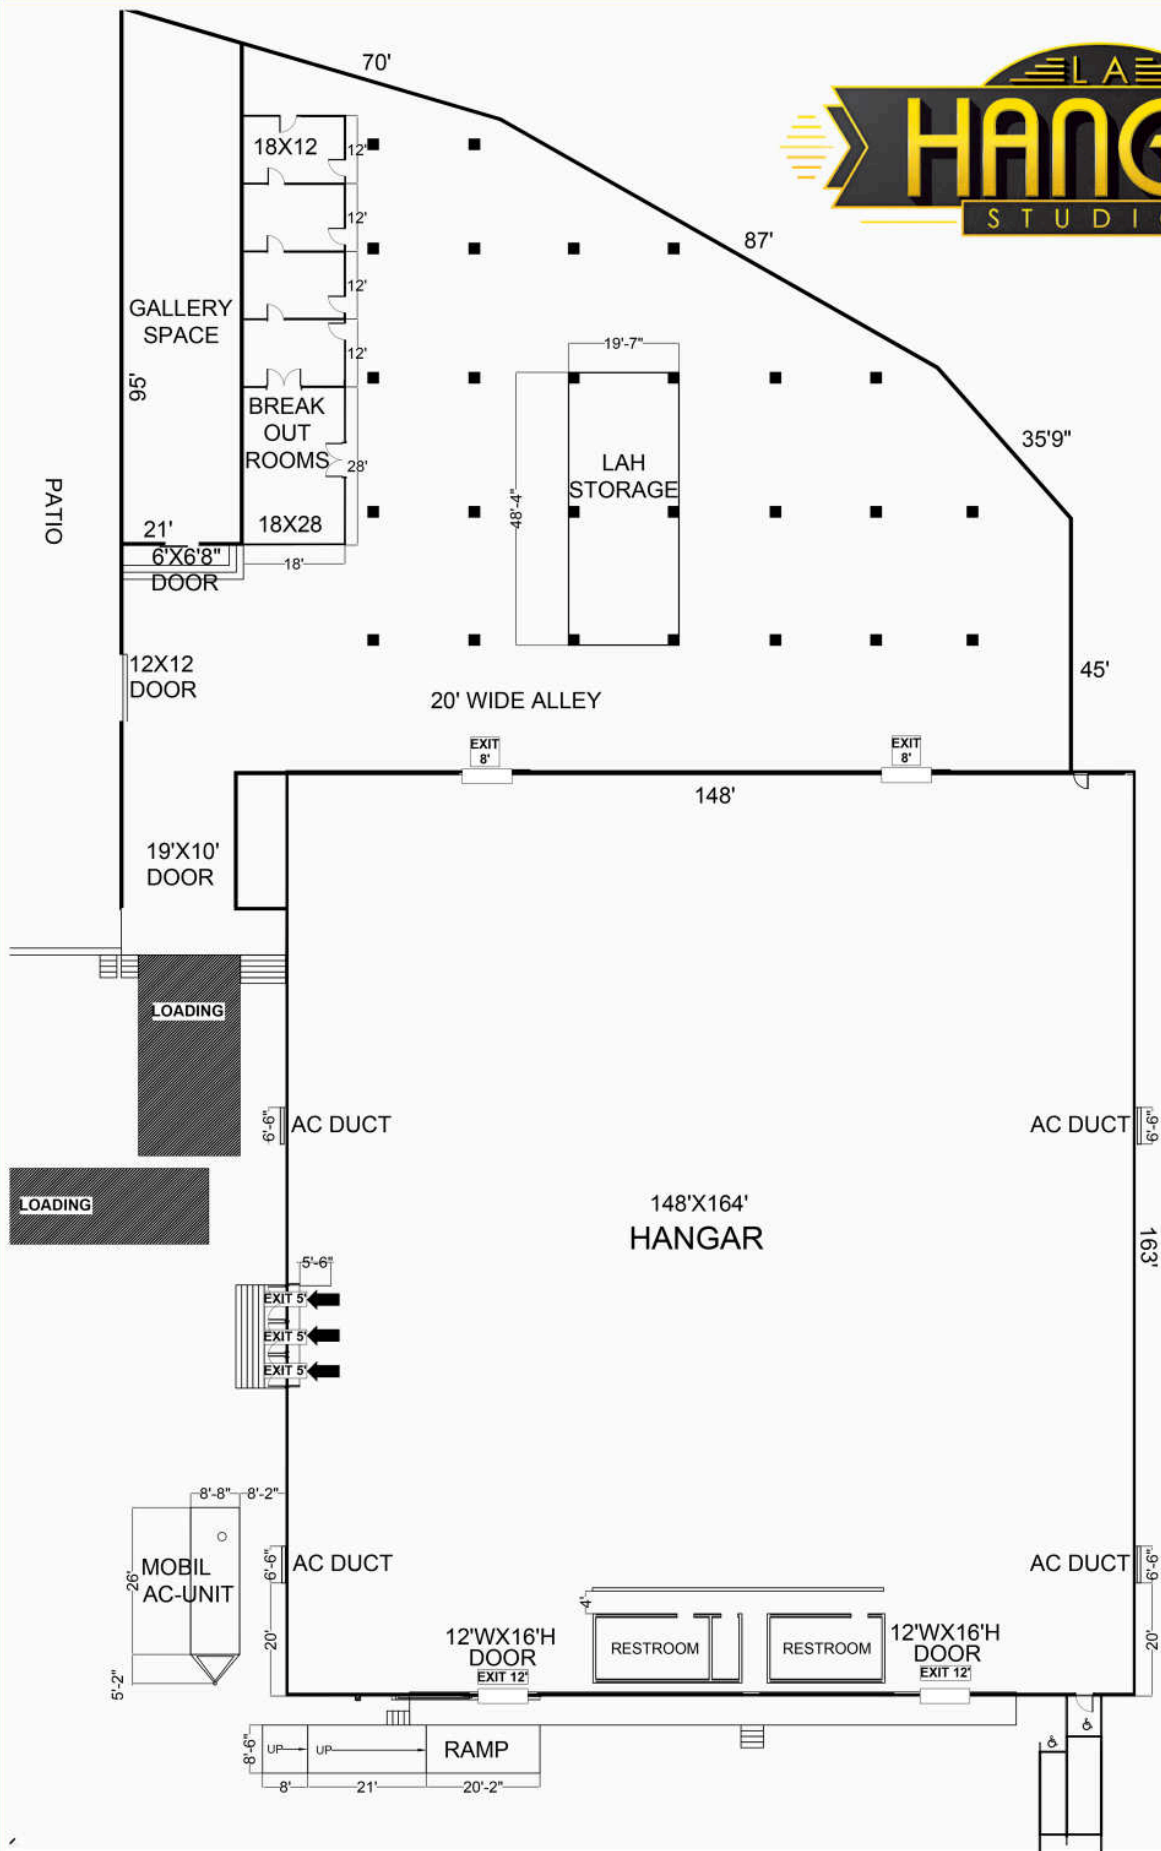 70'
LA
HANG
STUDIO
18X12
12'
12'
87'
12'
GALLERY
SPACE
19'-7"
12'
95'
BREAK
OUT
ROOMS
28'
35'9"
LAH
STORAGE
48'-4"
PATIO
21'
18X28
6'X6'8"
DOOR
18'
12X12
DOOR
45'
20' WIDE ALLEY
EXIT
8'
EXIT
8'
148'
19'X10'
DOOR
LOADING
6'-6"
AC DUCT
AC DUCT
6'-6"
LOADING
148'X164'
HANGAR
163'
5'-6"
EXIT 5'
EXIT 5'
EXIT 5'
8'-8"
8'-2"
6'-6"
AC DUCT
AC DUCT
6'-6"
MOBIL
AC-UNIT
26'
4'
12'WX16'H
DOOR
EXIT 12'
RESTROOM
RESTROOM
12'WX16'H
DOOR
EXIT 12'
20'
20'
5'-2"
8'-6"
UP
UP
RAMP
8'
21'
20'-2"